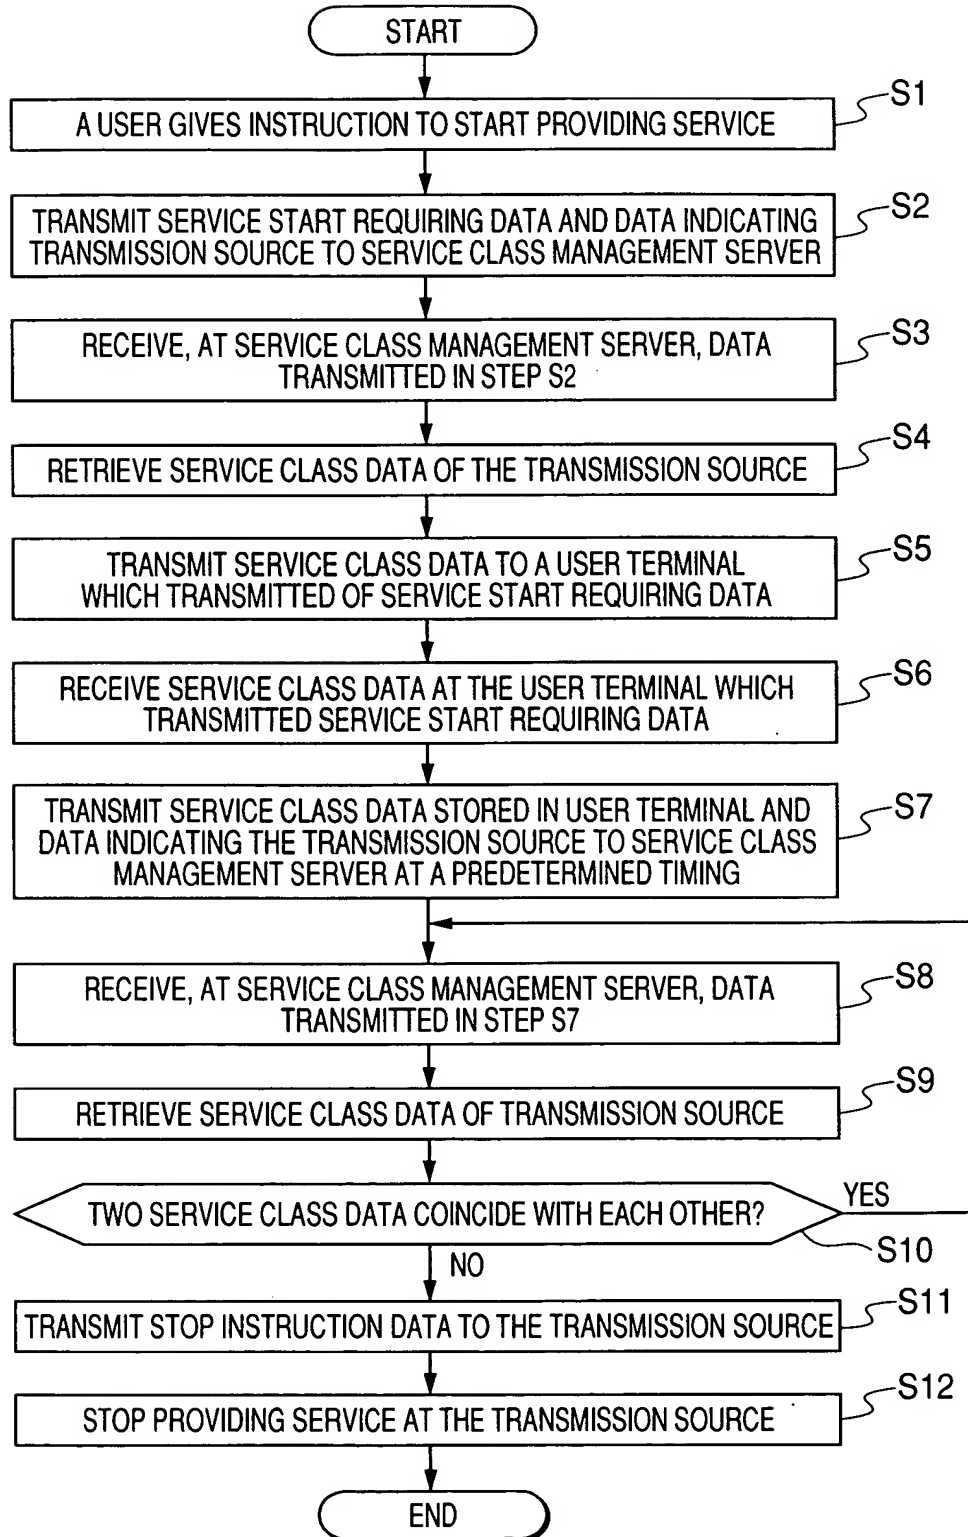 START
S1
A USER GIVES INSTRUCTION TO START PROVIDING SERVICE
S2
TRANSMIT SERVICE START REQUIRING DATA AND DATA INDICATING
TRANSMISSION SOURCE TO SERVICE CLASS MANAGEMENT SERVER
S3
RECEIVE, AT SERVICE CLASS MANAGEMENT SERVER, DATA
TRANSMITTED IN STEP S2
S4
RETRIEVE SERVICE CLASS DATA OF THE TRANSMISSION SOURCE
S5
TRANSMIT SERVICE CLASS DATA TO A USER TERMINAL
WHICH TRANSMITTED OF SERVICE START REQUIRING DATA
S6
RECEIVE SERVICE CLASS DATA AT THE USER TERMINAL WHICH
TRANSMITTED SERVICE START REQUIRING DATA
S7
TRANSMIT SERVICE CLASS DATA STORED IN USER TERMINAL AND
DATA INDICATING THE TRANSMISSION SOURCE TO SERVICE CLASS
MANAGEMENT SERVER AT A PREDETERMINED TIMING
S8
RECEIVE, AT SERVICE CLASS MANAGEMENT SERVER, DATA
TRANSMITTED IN STEP S7
S9
RETRIEVE SERVICE CLASS DATA OF TRANSMISSION SOURCE
TWO SERVICE CLASS DATA COINCIDE WITH EACH OTHER?
YES
S10
NO
S11
TRANSMIT STOP INSTRUCTION DATA TO THE TRANSMISSION SOURCE
S12
STOP PROVIDING SERVICE AT THE TRANSMISSION SOURCE
END